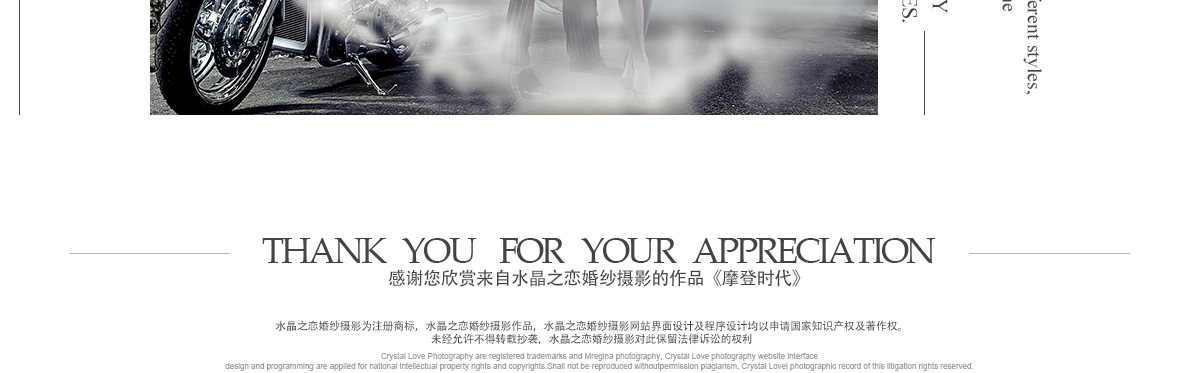 ES.
Y
ferent styles,
THANK YOU FOR YOUR APPRECIATION
感谢您欣赏来自水晶之恋婚纱摄影的作品《摩登时代》
水晶之恋婚纱摄影为注册商标，水晶之恋婚纱摄影作品，水晶之恋婚纱摄影网站界面设计及程序设计均以申请国家知识产权及著作权。
未经允许不得转载抄袭，水晶之恋婚纱摄影对此保留法律诉讼的权利
Crystal Love Photography are registered trademarks and Mregina photography, Crystal Love photography website interface
design and programming are applied for national intellectual property rights and copyrights.Shall not be reproduced withoutpermission plagiarism, Crystal Lovel photographic record of this litigation rights reserved.